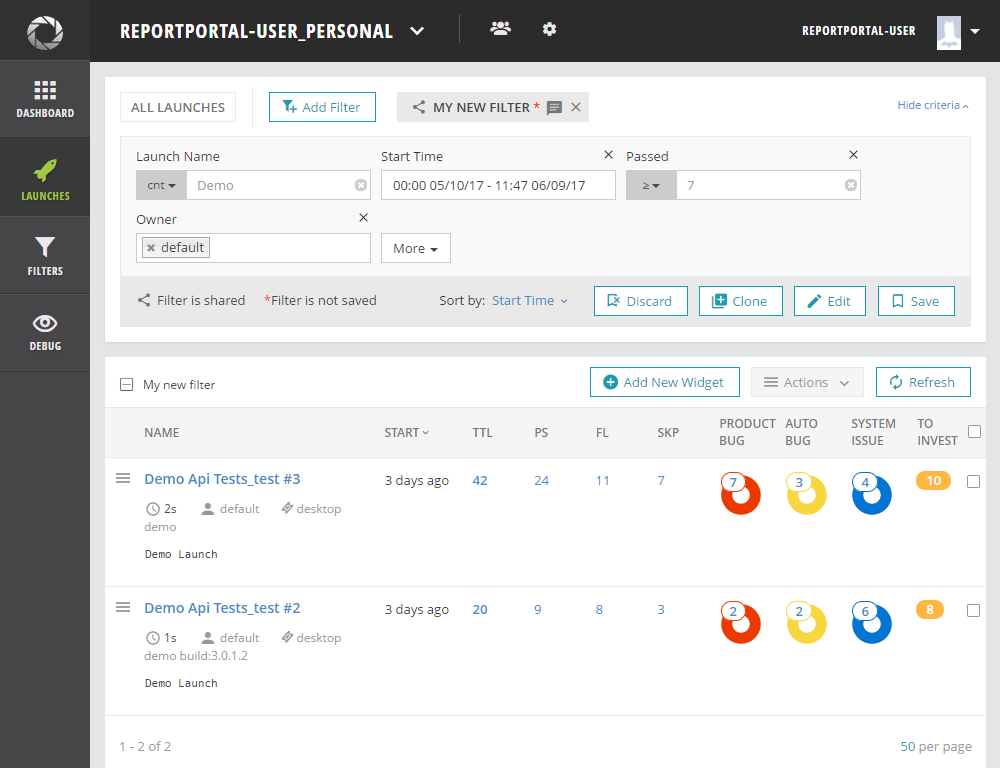 REPORTPORTAL-USER_PERSONAL
REPORTPORTAL-USER
DASHBOARD
LAUNCHES
FILTERS
DEBUG
ALL LAUNCHES
Add Filter
MY NEW FILTER *
Hide criteria
Launch Name
Start Time
Passed
cnt
Demo
00:00 05/10/17 - 11:47 06/09/17
≥
7
Owner
default
More
Filter is shared
*Filter is not saved
Sort by: Start Time
Discard
Clone
Edit
Save
My new filter
Add New Widget
Actions
Refresh
NAME
START
TTL
PS
FL
SKP
PRODUCT BUG
AUTO BUG
SYSTEM ISSUE
TO INVEST
Demo Api Tests_test #3
3 days ago
42
24
11
7
7
3
4
10
2s
default
desktop
demo
Demo Launch
Demo Api Tests_test #2
3 days ago
20
9
8
3
2
2
6
8
1s
default
desktop
demo build:3.0.1.2
Demo Launch
1 - 2 of 2
50 per page